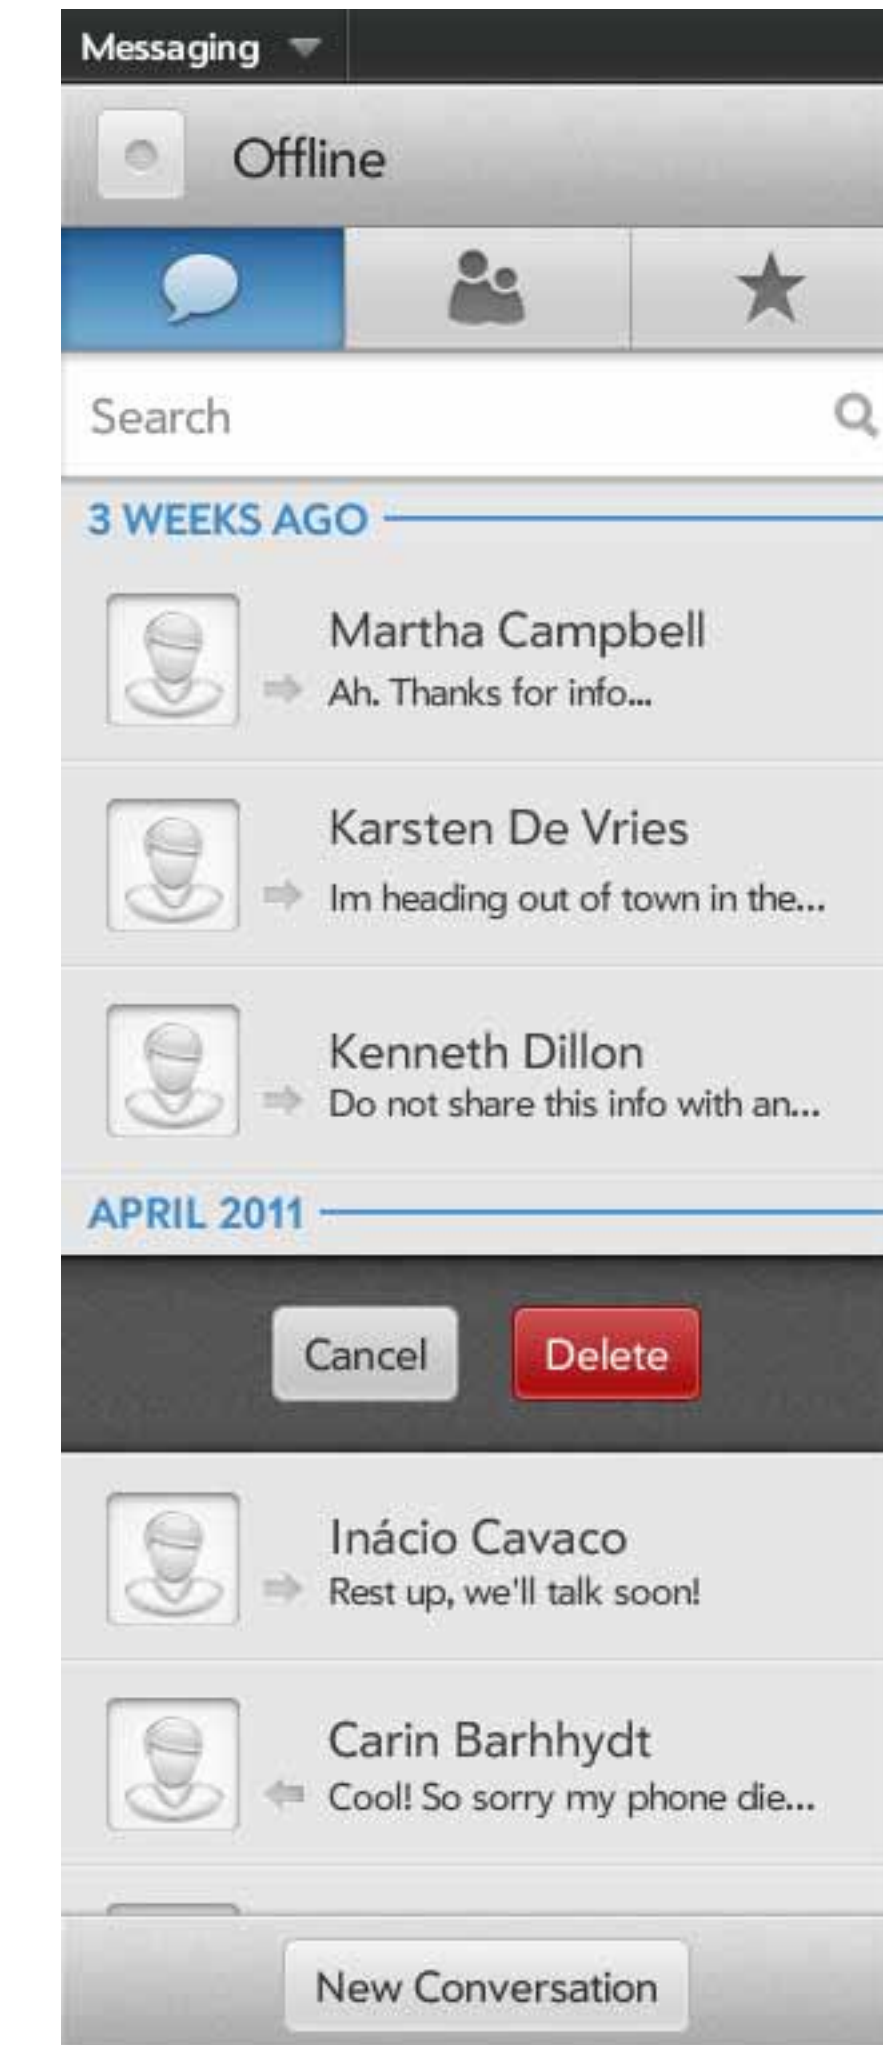 Messaging
Offline
Search
3 WEEKS AGO
Martha Campbell
Ah. Thanks for info...
Karsten De Vries
Im heading out of town in the...
Kenneth Dillon
Do not share this info with an...
APRIL 2011
Cancel Delete
Inácio Cavaco
Rest up, we'll talk soon!
Carin Barhhydt
Cool! So sorry my phone die...
New Conversation